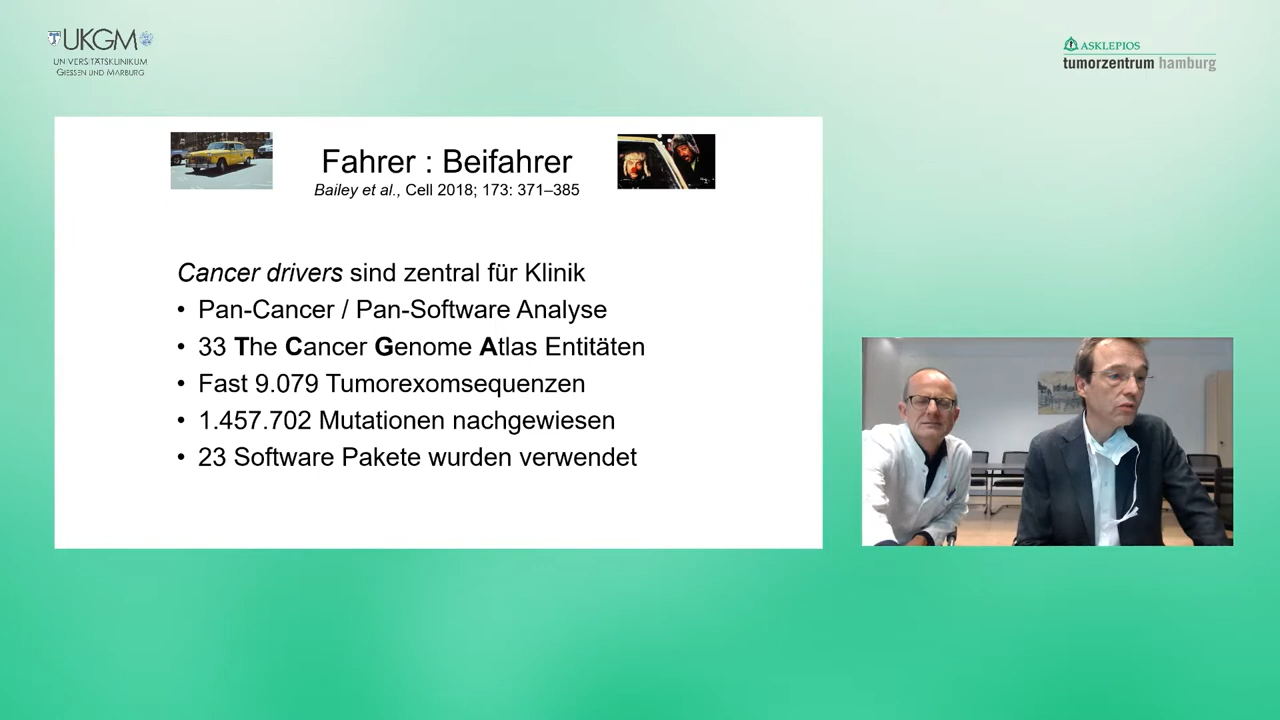 UKGM
UNIVERSITÄTSKLINIKUM
GIESSEN UND MARBURG
ASKLEPIOS
tumorzentrum hamburg
Fahrer : Beifahrer
Bailey et al., Cell 2018; 173: 371–385
Cancer drivers sind zentral für Klinik
• Pan-Cancer / Pan-Software Analyse
• 33 The Cancer Genome Atlas Entitäten
• Fast 9.079 Tumorexomsequenzen
• 1.457.702 Mutationen nachgewiesen
• 23 Software Pakete wurden verwendet